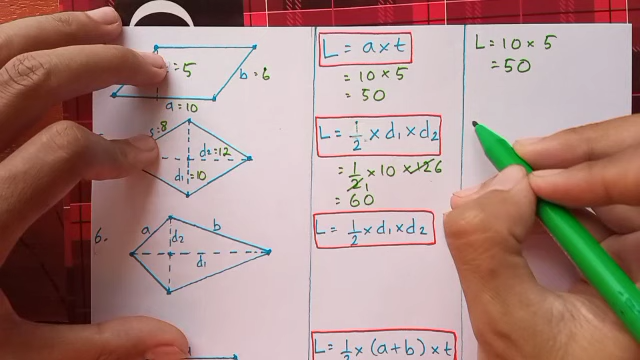 = 5
b = 6
a = 10
L = a x t
= 10 x 5
= 50
L = 10 x 5
= 50
s = 8
d2 = 12
d1 = 10
L = 1/2 x d1 x d2
= 1/2 x 10 x 12 6
1
= 60
6.
a
b
d2
d1
L = 1/2 x d1 x d2
L = 1/2 x (a + b) x t